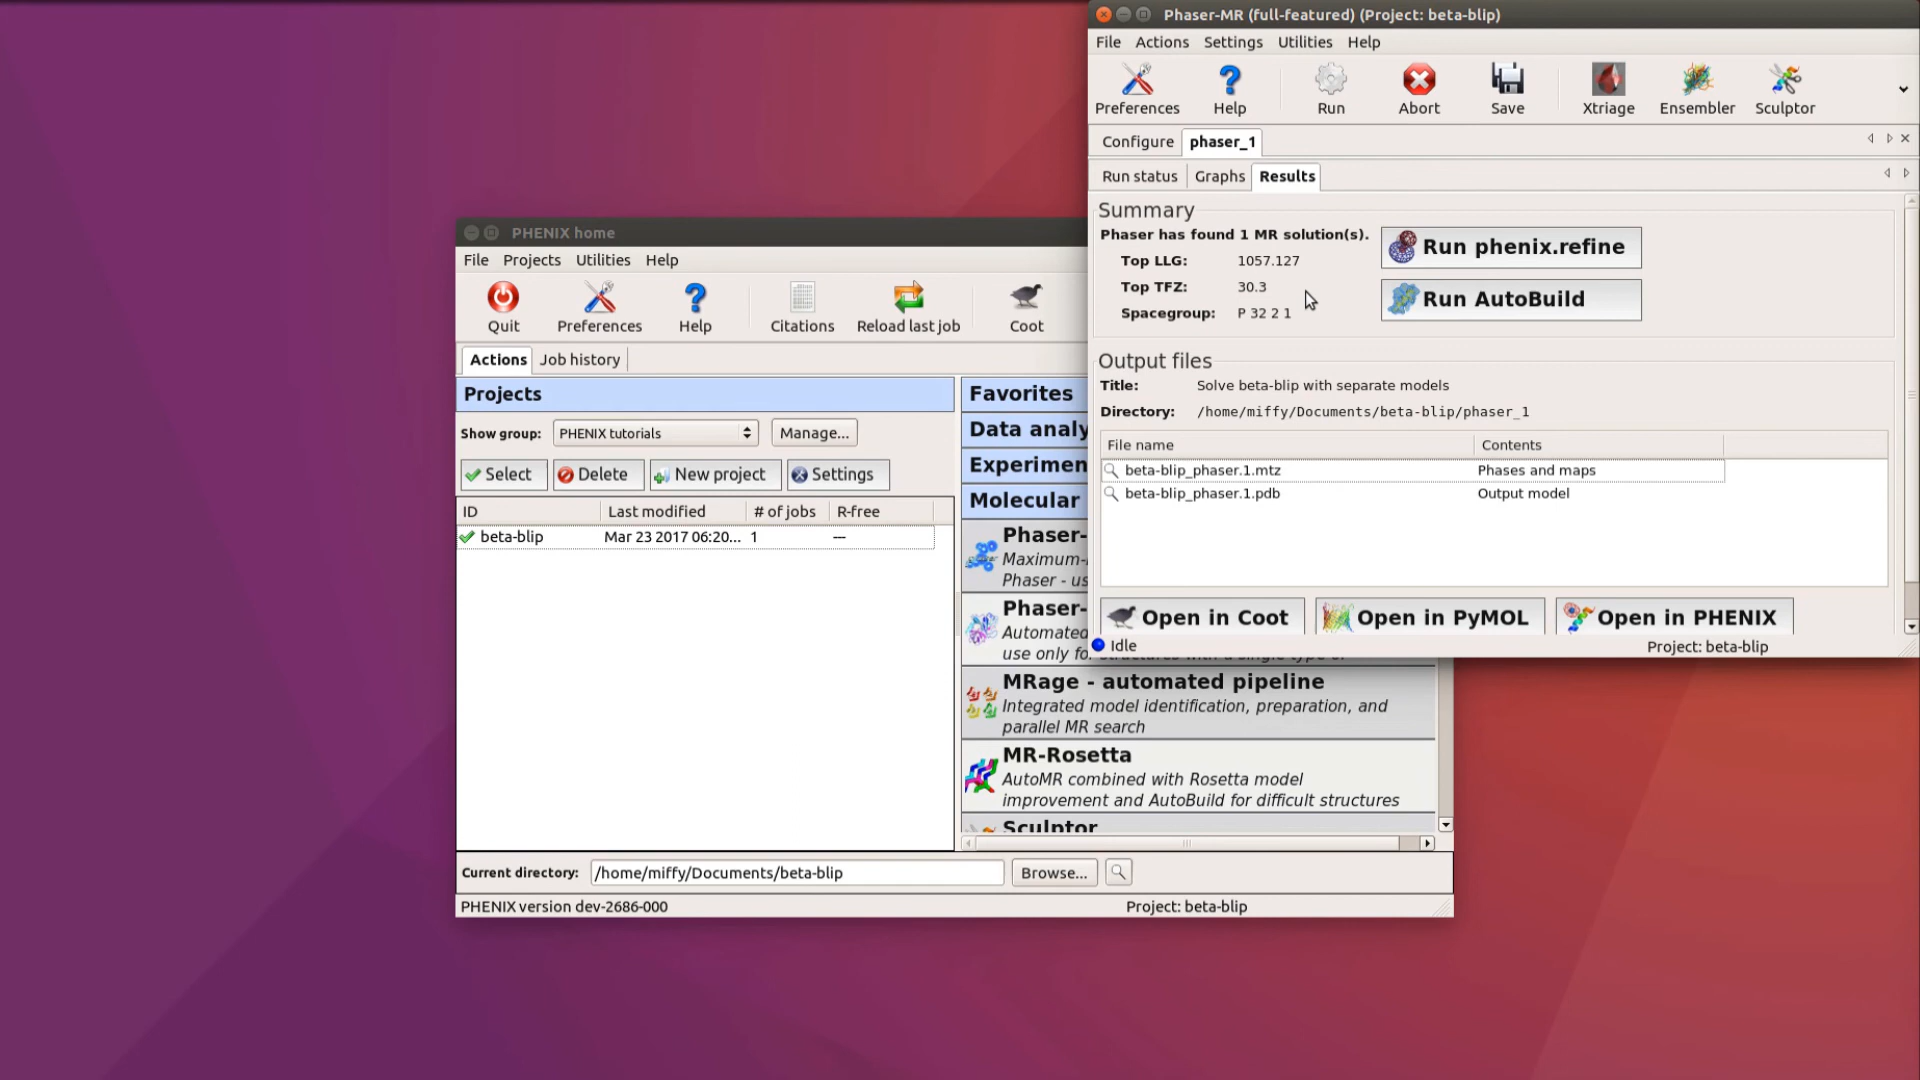 Phaser-MR (full-featured) (Project: beta-blip)
File Actions Settings Utilities Help
Preferences Help Run Abort Save Xtriage Ensembler Sculptor
Configure phaser_1
Run status Graphs Results
Summary
Phaser has found 1 MR solution(s).
Top LLG: 1057.127
Top TFZ: 30.3
Spacegroup: P 32 2 1
Run phenix.refine
Run AutoBuild
Output files
Title: Solve beta-blip with separate models
Directory: /home/miffy/Documents/beta-blip/phaser_1
File name Contents
beta-blip_phaser.1.mtz Phases and maps
beta-blip_phaser.1.pdb Output model
Open in Coot Open in PyMOL Open in PHENIX
Idle Project: beta-blip
PHENIX home
File Projects Utilities Help
Quit Preferences Help Citations Reload last job Coot
Actions Job history
Projects
Show group: PHENIX tutorials Manage...
Select Delete New project Settings
ID Last modified # of jobs R-free
beta-blip Mar 23 2017 06:20... 1 ---
Favorites
Data analy
Experimen
Molecular
Phaser-
Maximum-
Phaser - us
Phaser-
Automated
use only fo
MRage - automated pipeline
Integrated model identification, preparation, and
parallel MR search
MR-Rosetta
AutoMR combined with Rosetta model
improvement and AutoBuild for difficult structures
Sculptor
Current directory: /home/miffy/Documents/beta-blip Browse...
PHENIX version dev-2686-000 Project: beta-blip